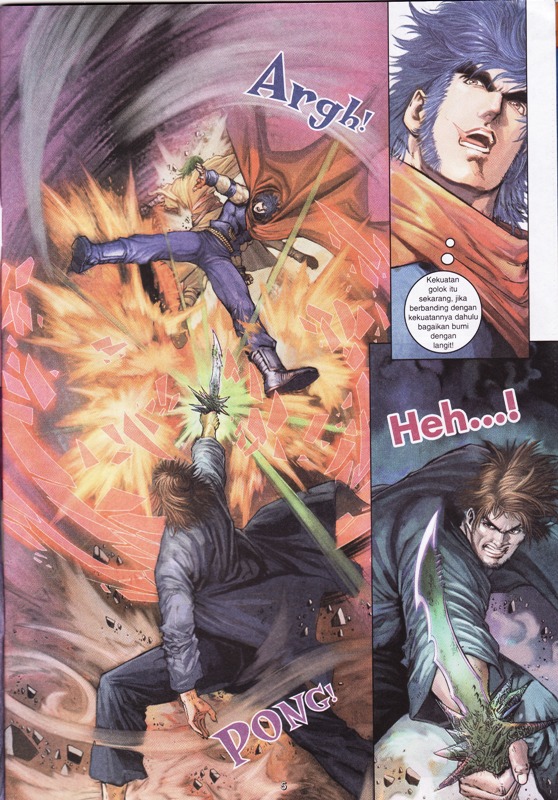 Argh!
Kekuatan
golok itu
sekarang, jika
berbanding dengan
kekuatannya dahulu
bagaikan bumi
dengan
langit!
Heh...!
PONG!
5